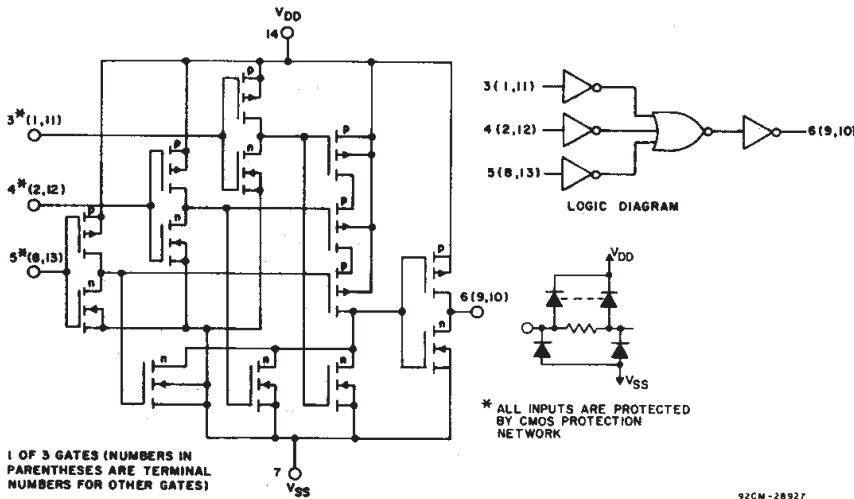 VDD
14
p
3*(1,11)
p
n
p
4*(2,12)
p
n
p
5*(8,13)
p
n
p
6(9,10)
n
n
n
n
7
VSS
1 OF 3 GATES (NUMBERS IN
PARENTHESES ARE TERMINAL
NUMBERS FOR OTHER GATES)
3(1,11)
4(2,12)
5(8,13)
6(9,10)
LOGIC DIAGRAM
VDD
VSS
* ALL INPUTS ARE PROTECTED
BY CMOS PROTECTION
NETWORK
92CM-28927